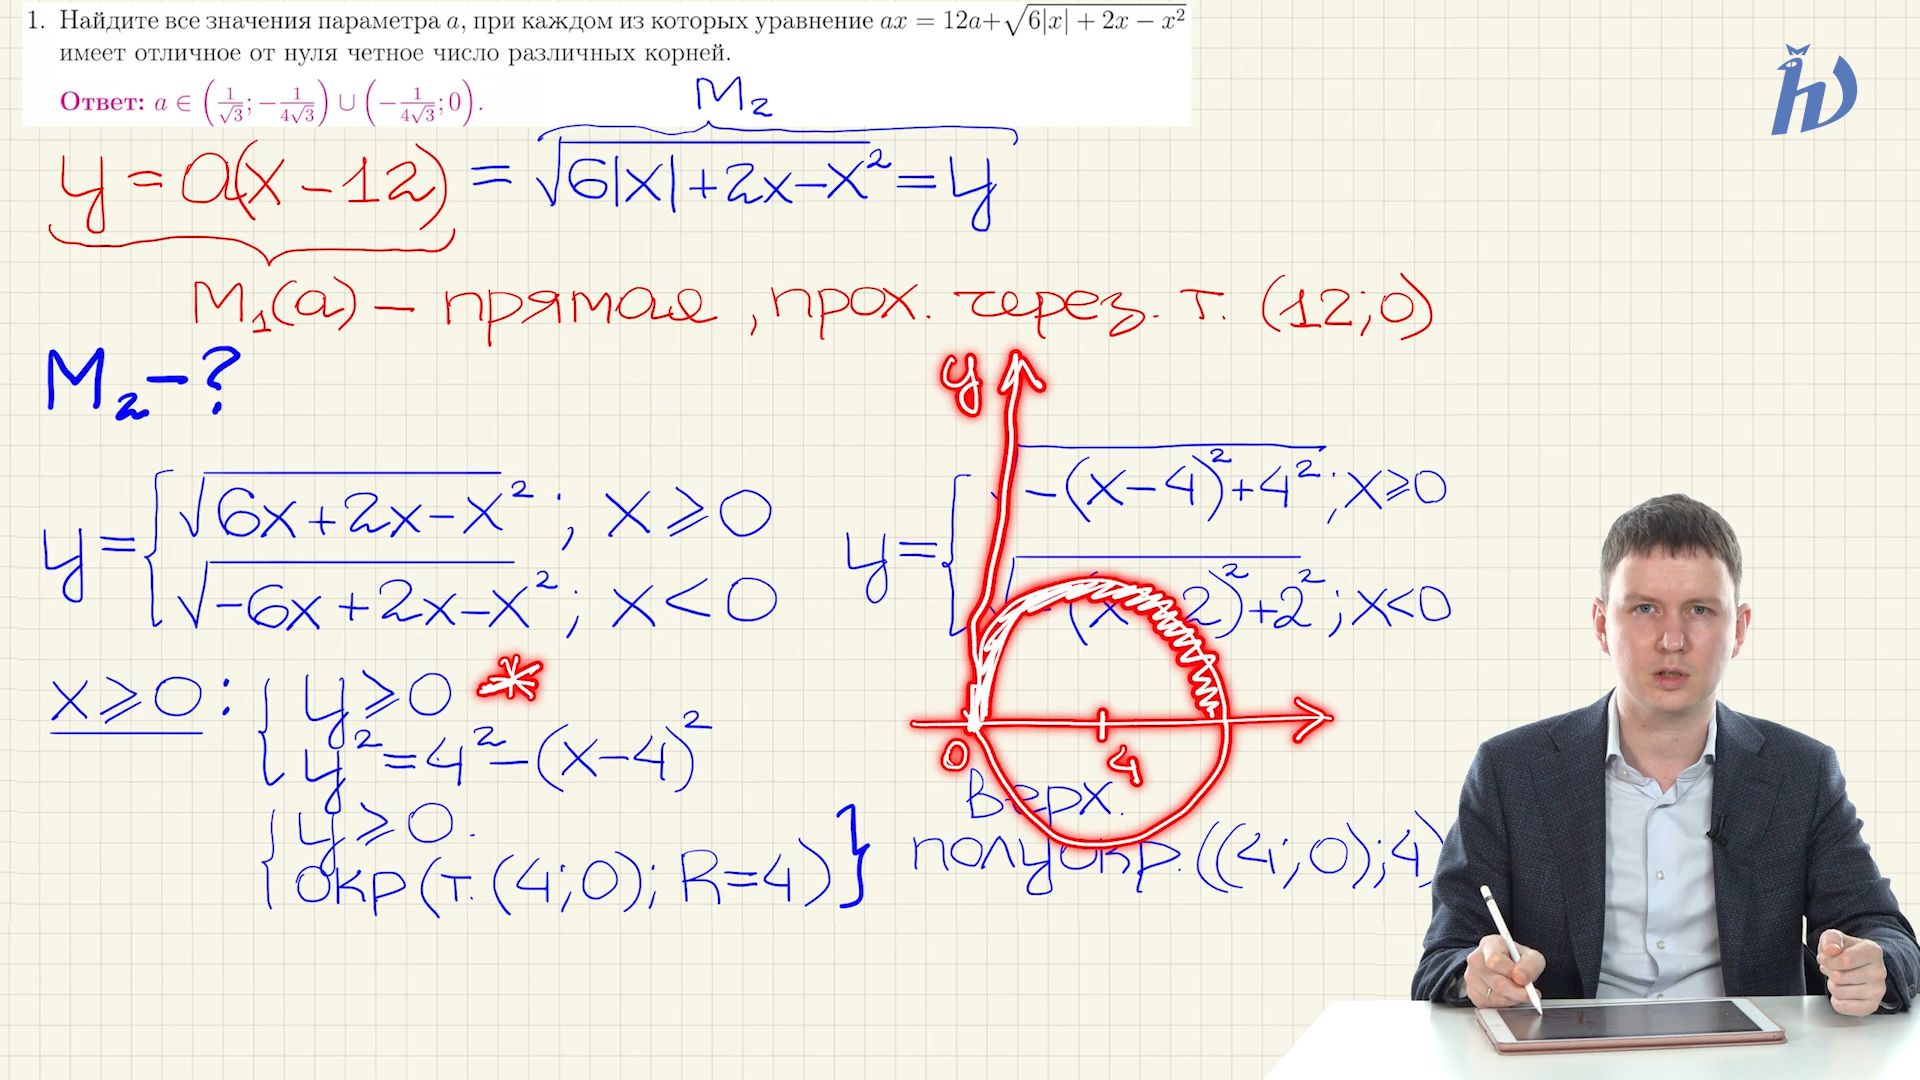 1. Найдите все значения параметра a, при каждом из которых уравнение ax = 12a+√(6|x| + 2x − x²)
имеет отличное от нуля четное число различных корней.
Ответ: a ∈ (1/√3; −1/(4√3)) ∪ (−1/(4√3); 0).
M₂
y = a(x − 12) = √(6|x|+2x−x²) = y
M₁(a) – прямая, прох. через. т. (12;0)
M₂ – ?
y
y = { √(6x+2x−x²); x ⩾ 0
√(−6x+2x−x²); x < 0
y = { −(x−4)²+4²; x⩾0
2)²+2²; x<0
x ⩾ 0 : { y ⩾ 0 *
y² = 4² − (x−4)²
0 4
{ y ⩾ 0.
окр (т. (4;0); R=4) }
верх.
полуокр. ((4;0);4)